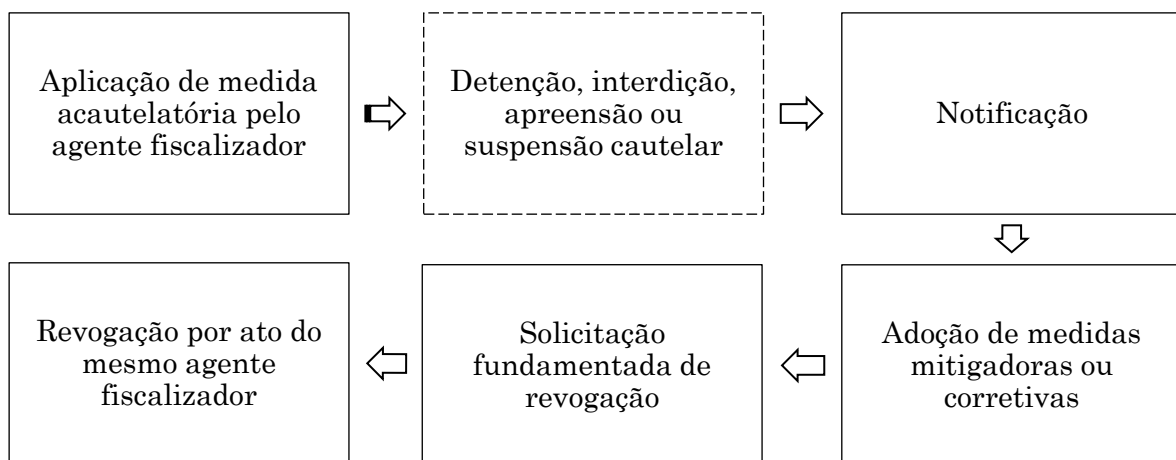 Aplicação de medida
acautelatória pelo
agente fiscalizador
Detenção, interdição,
apreensão ou
suspensão cautelar
Notificação
Adoção de medidas
mitigadoras ou
corretivas
Solicitação
fundamentada de
revogação
Revogação por ato do
mesmo agente
fiscalizador